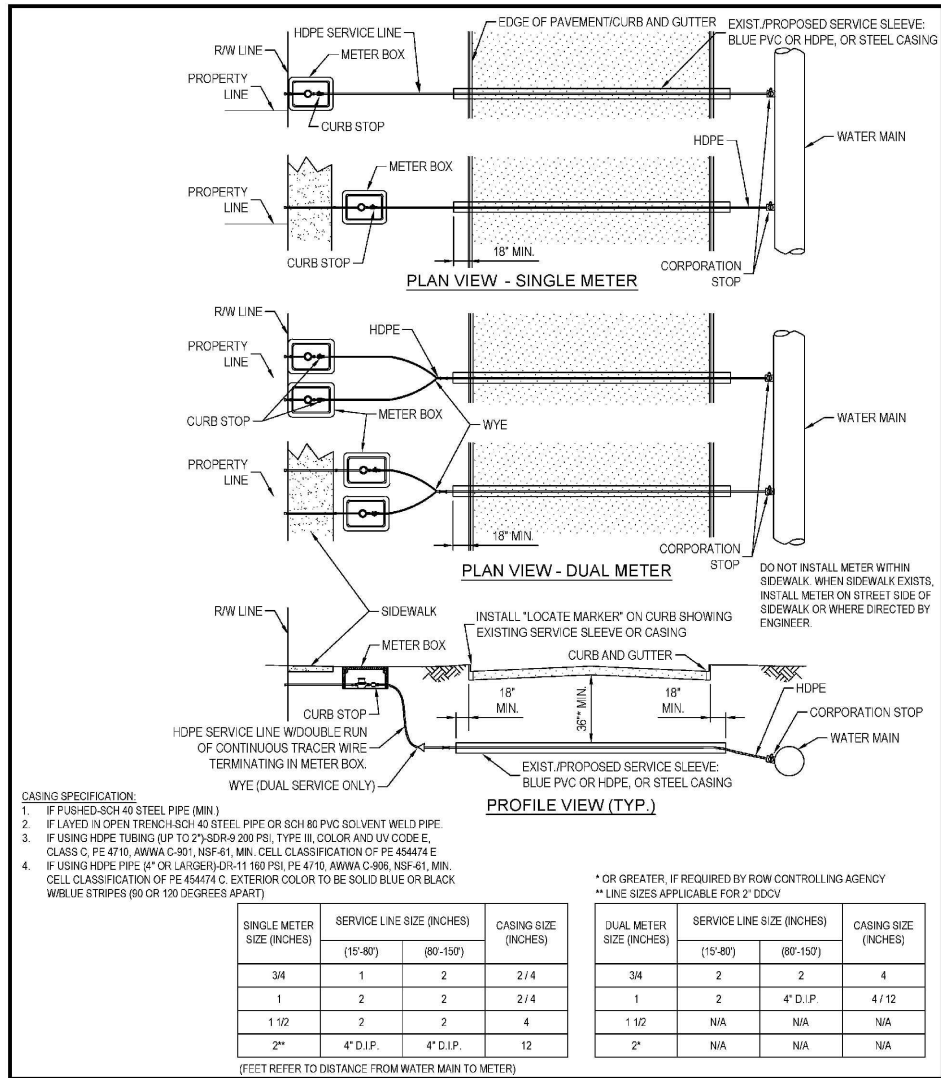 EDGE OF PAVEMENT/CURB AND GUTTER
EXIST./PROPOSED SERVICE SLEEVE:
BLUE PVC OR HDPE, OR STEEL CASING
HDPE SERVICE LINE
R/W LINE
METER BOX
PROPERTY
LINE
CURB STOP
WATER MAIN
HDPE
METER BOX
PROPERTY
LINE
CURB STOP
18" MIN.
CORPORATION
STOP
PLAN VIEW - SINGLE METER
R/W LINE
HDPE
PROPERTY
LINE
METER BOX
CURB STOP
WYE
WATER MAIN
PROPERTY
LINE
18" MIN.
CORPORATION
STOP
PLAN VIEW - DUAL METER
DO NOT INSTALL METER WITHIN
SIDEWALK. WHEN SIDEWALK EXISTS,
INSTALL METER ON STREET SIDE OF
SIDEWALK OR WHERE DIRECTED BY
ENGINEER.
R/W LINE
SIDEWALK
INSTALL "LOCATE MARKER" ON CURB SHOWING
EXISTING SERVICE SLEEVE OR CASING
METER BOX
CURB AND GUTTER
18"
MIN.
36"* MIN.
18"
MIN.
HDPE
CURB STOP
CORPORATION STOP
HDPE SERVICE LINE W/DOUBLE RUN
OF CONTINUOUS TRACER WIRE
TERMINATING IN METER BOX.
WATER MAIN
WYE (DUAL SERVICE ONLY)
EXIST./PROPOSED SERVICE SLEEVE:
BLUE PVC OR HDPE, OR STEEL CASING
PROFILE VIEW (TYP.)
CASING SPECIFICATION:
1. IF PUSHED-SCH 40 STEEL PIPE (MIN.)
2. IF LAYED IN OPEN TRENCH-SCH 40 STEEL PIPE OR SCH 80 PVC SOLVENT WELD PIPE.
3. IF USING HDPE TUBING (UP TO 2")-SDR-9 200 PSI, TYPE III, COLOR AND UV CODE E,
CLASS C, PE 4710, AWWA C-901, NSF-61, MIN. CELL CLASSIFICATION OF PE 454474 E
4. IF USING HDPE PIPE (4" OR LARGER)-DR-11 160 PSI, PE 4710, AWWA C-906, NSF-61, MIN.
CELL CLASSIFICATION OF PE 454474 C. EXTERIOR COLOR TO BE SOLID BLUE OR BLACK
W/BLUE STRIPES (90 OR 120 DEGREES APART)
* OR GREATER, IF REQUIRED BY ROW CONTROLLING AGENCY
** LINE SIZES APPLICABLE FOR 2" DDCV
SINGLE METER SIZE (INCHES) SERVICE LINE SIZE (INCHES) CASING SIZE (INCHES)
(15'-80') (80'-150')
3/4 1 2 2 / 4
1 2 2 2 / 4
1 1/2 2 2 4
2** 4" D.I.P. 4" D.I.P. 12
(FEET REFER TO DISTANCE FROM WATER MAIN TO METER)
DUAL METER SIZE (INCHES) SERVICE LINE SIZE (INCHES) CASING SIZE (INCHES)
(15'-80') (80'-150')
3/4 2 2 4
1 2 4" D.I.P. 4 / 12
1 1/2 N/A N/A N/A
2* N/A N/A N/A